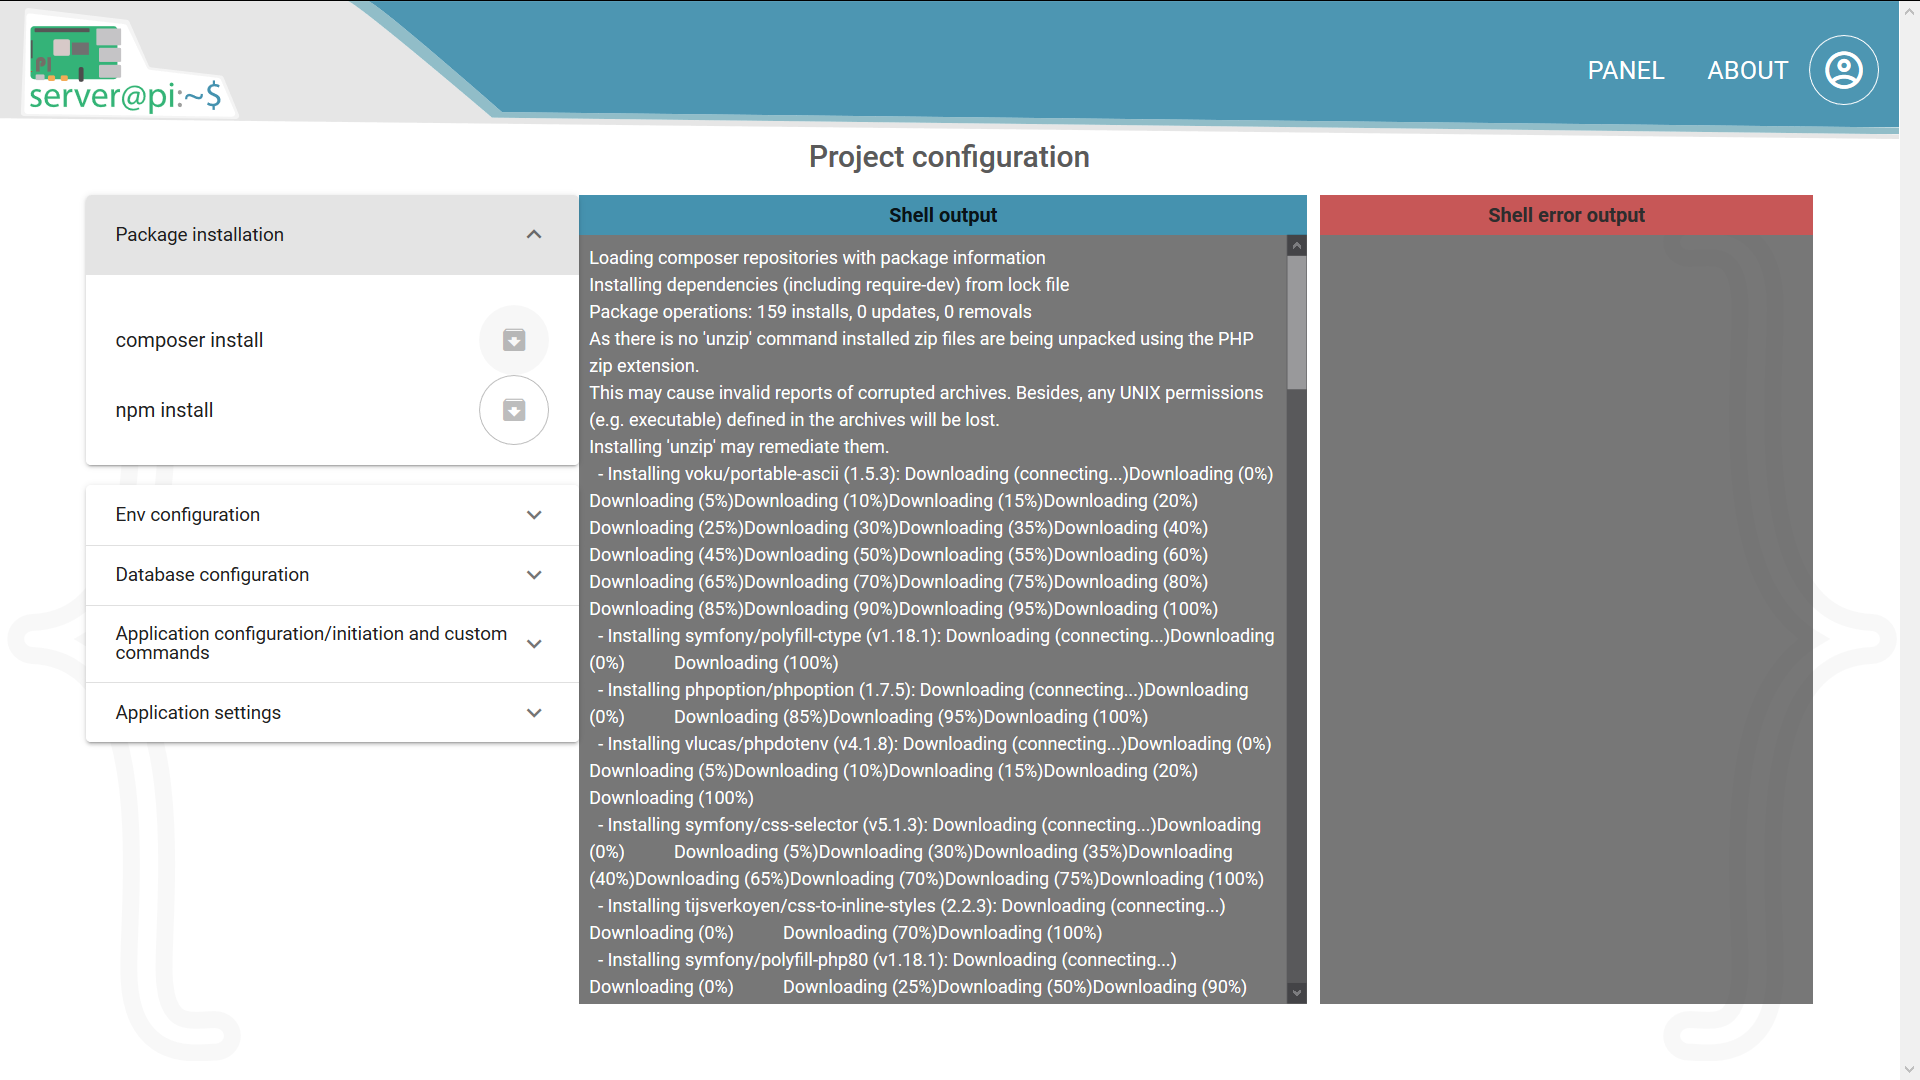 PI
server@pi:~$
PANEL
ABOUT
Project configuration
Package installation
composer install
npm install
Env configuration
Database configuration
Application configuration/initiation and custom
commands
Application settings
Shell output
Loading composer repositories with package information
Installing dependencies (including require-dev) from lock file
Package operations: 159 installs, 0 updates, 0 removals
As there is no 'unzip' command installed zip files are being unpacked using the PHP
zip extension.
This may cause invalid reports of corrupted archives. Besides, any UNIX permissions
(e.g. executable) defined in the archives will be lost.
Installing 'unzip' may remediate them.
- Installing voku/portable-ascii (1.5.3): Downloading (connecting...)Downloading (0%)
Downloading (5%)Downloading (10%)Downloading (15%)Downloading (20%)
Downloading (25%)Downloading (30%)Downloading (35%)Downloading (40%)
Downloading (45%)Downloading (50%)Downloading (55%)Downloading (60%)
Downloading (65%)Downloading (70%)Downloading (75%)Downloading (80%)
Downloading (85%)Downloading (90%)Downloading (95%)Downloading (100%)
- Installing symfony/polyfill-ctype (v1.18.1): Downloading (connecting...)Downloading
(0%) Downloading (100%)
- Installing phpoption/phpoption (1.7.5): Downloading (connecting...)Downloading
(0%) Downloading (85%)Downloading (95%)Downloading (100%)
- Installing vlucas/phpdotenv (v4.1.8): Downloading (connecting...)Downloading (0%)
Downloading (5%)Downloading (10%)Downloading (15%)Downloading (20%)
Downloading (100%)
- Installing symfony/css-selector (v5.1.3): Downloading (connecting...)Downloading
(0%) Downloading (5%)Downloading (30%)Downloading (35%)Downloading
(40%)Downloading (65%)Downloading (70%)Downloading (75%)Downloading (100%)
- Installing tijsverkoyen/css-to-inline-styles (2.2.3): Downloading (connecting...)
Downloading (0%) Downloading (70%)Downloading (100%)
- Installing symfony/polyfill-php80 (v1.18.1): Downloading (connecting...)
Downloading (0%) Downloading (25%)Downloading (50%)Downloading (90%)
Shell error output